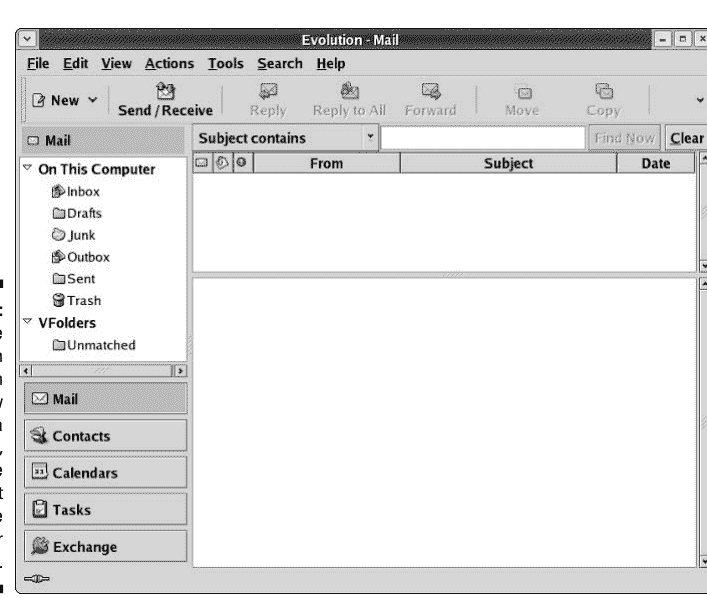 Evolution - Mail
File Edit View Actions Tools Search Help
New Send / Receive Reply Reply to All Forward Move Copy
Mail
Subject contains Find Now Clear
From Subject Date
On This Computer
Inbox
Drafts
Junk
Outbox
Sent
Trash
VFolders
Unmatched
Mail
Contacts
Calendars
Tasks
Exchange